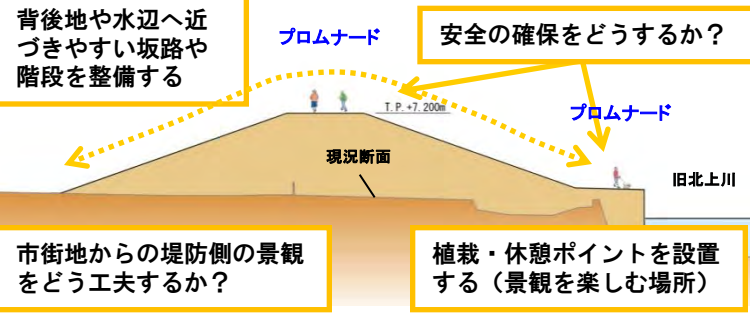 背後地や水辺へ近
づきやすい坂路や
階段を整備する
プロムナード
安全の確保をどうするか？
T.P.+7.200m
プロムナード
現況断面
旧北上川
市街地からの堤防側の景観
をどう工夫するか？
植栽・休憩ポイントを設置
する（景観を楽しむ場所）